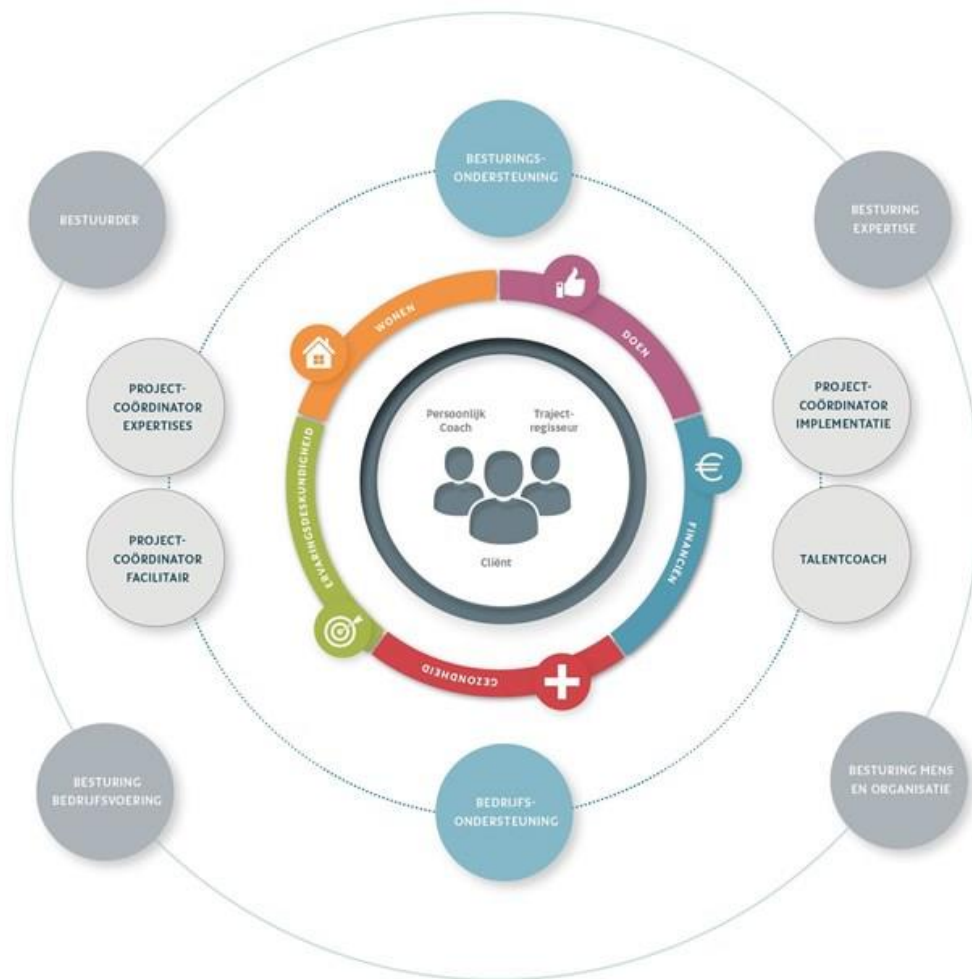 BESTURINGS-
ONDERSTEUNING
BESTUURDER
BESTURING
EXPERTISE
WONEN
DOEN
PROJECT-
COÖRDINATOR
EXPERTISES
Persoonlijk
Coach
Traject-
regisseur
PROJECT-
COÖRDINATOR
IMPLEMENTATIE
ERVARINGSDESKUNDIGHEID
€
FINANCIËN
PROJECT-
COÖRDINATOR
FACILITAIR
Cliënt
TALENTCOACH
GEZONDHEID
BESTURING
BEDRIJFSVOERING
BEDRIJFS-
ONDERSTEUNING
BESTURING MENS
EN ORGANISATIE